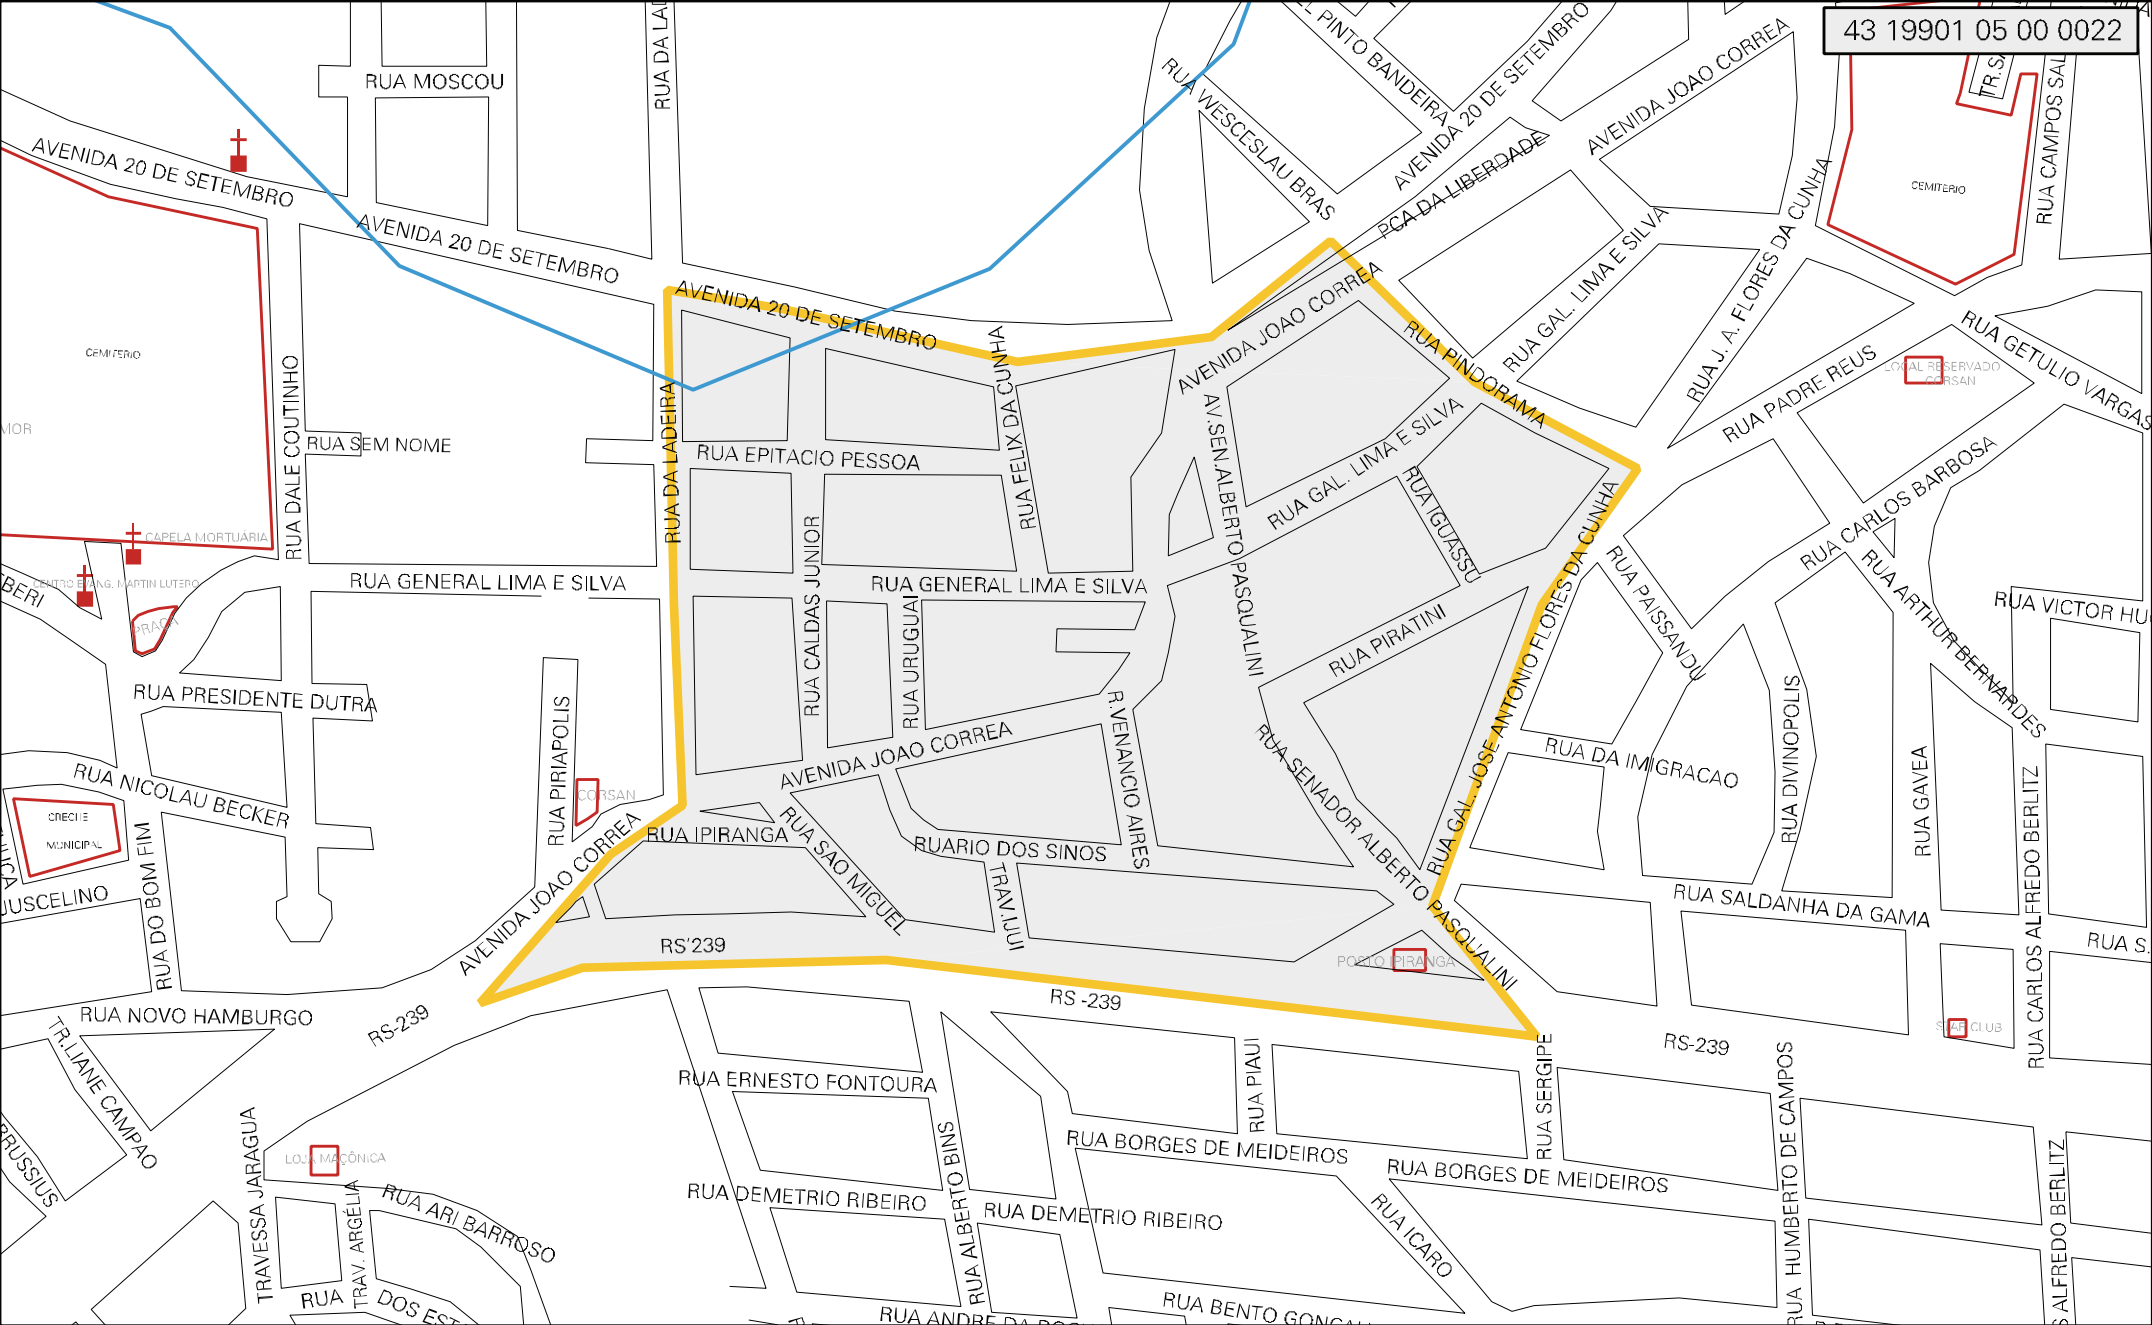 43 19901 05 00 0022
RUA MOSCOU
RUA WESCESLAU BRAS
AVENIDA 20 DE SETEMBRO
AVENIDA JOAO CORREA
RUA CAMPOS SAL
AVENIDA 20 DE SETEMBRO
AVENIDA 20 DE SETEMBRO
PCA DA LIBERDADE
CEMITERIO
RUA J. A. FLORES DA CUNHA
RUA GAL. LIMA E SILVA
AVENIDA 20 DE SETEMBRO
AVENIDA JOAO CORREA
RUA PINDORAMA
RUA GETULIO VARGAS
CEMITERIO
RUA PADRE REUS
LOCAL RESERVADO
CORSAN
RUA DALE COUTINHO
RUA SEM NOME
RUA DA LADEIRA
RUA EPITACIO PESSOA
RUA FELIX DA CUNHA
AV.SEN.ALBERTO PASQUALINI
RUA GAL. LIMA E SILVA
RUA IGUASSU
RUA CARLOS BARBOSA
CAPELA MORTUÁRIA
CENTRO EVANG. MARTIN LUTERO
PRAÇA
RUA GENERAL LIMA E SILVA
RUA CALDAS JUNIOR
RUA GENERAL LIMA E SILVA
RUA URUGUAI
RUA PIRATINI
RUA PAISSANDU
RUA ARTHUR BERNARDES
RUA VICTOR HU
RUA PRESIDENTE DUTRA
RUA GAL. JOSE ANTONIO FLORES DA CUNHA
RUA NICOLAU BECKER
RUA PIRIAPOLIS
CORSAN
AVENIDA JOAO CORREA
R.VENANCIO AIRES
RUA SENADOR ALBERTO PASQUALINI
RUA DA IMIGRACAO
RUA DIVINOPOLIS
RUA GAVEA
RUA CARLOS ALFREDO BERLITZ
CRECHE
MUNICIPAL
JUSCELINO
RUA DO BOM FIM
AVENIDA JOAO CORREA
RUA IPIRANGA
RUA SAO MIGUEL
RUARIO DOS SINOS
TRAV.IJUI
RUA SALDANHA DA GAMA
RUA S.
RS'239
POSTO IPIRANGA
RS -239
RUA NOVO HAMBURGO
RS-239
RS-239
STAR CLUB
TR.LIANE CAMPAO
RUA ERNESTO FONTOURA
RUA PIAUI
RUA SERGIPE
RUA HUMBERTO DE CAMPOS
RUA BORGES DE MEIDEIROS
RUA BORGES DE MEIDEIROS
LOJA MAÇÔNICA
TRAVESSA JARAGUA
TRAV. ARGÉLIA
RUA ARI BARROSO
RUA DEMETRIO RIBEIRO
RUA ALBERTO BINS
RUA DEMETRIO RIBEIRO
RUA ICARO
ALFREDO BERLITZ
RUA DOS EST